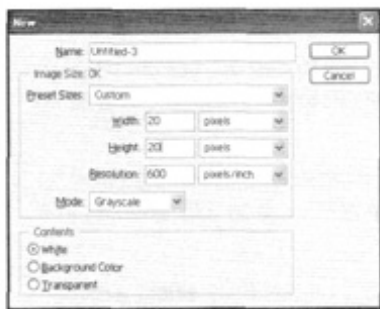 New
Name: Untitled-3
OK
Image Size: 0K
Cancel
Preset Sizes: Custom
Width: 20 pixels
Height: 20 pixels
Resolution: 600 pixels/inch
Mode: Grayscale
Contents
White
Background Color
Transparent